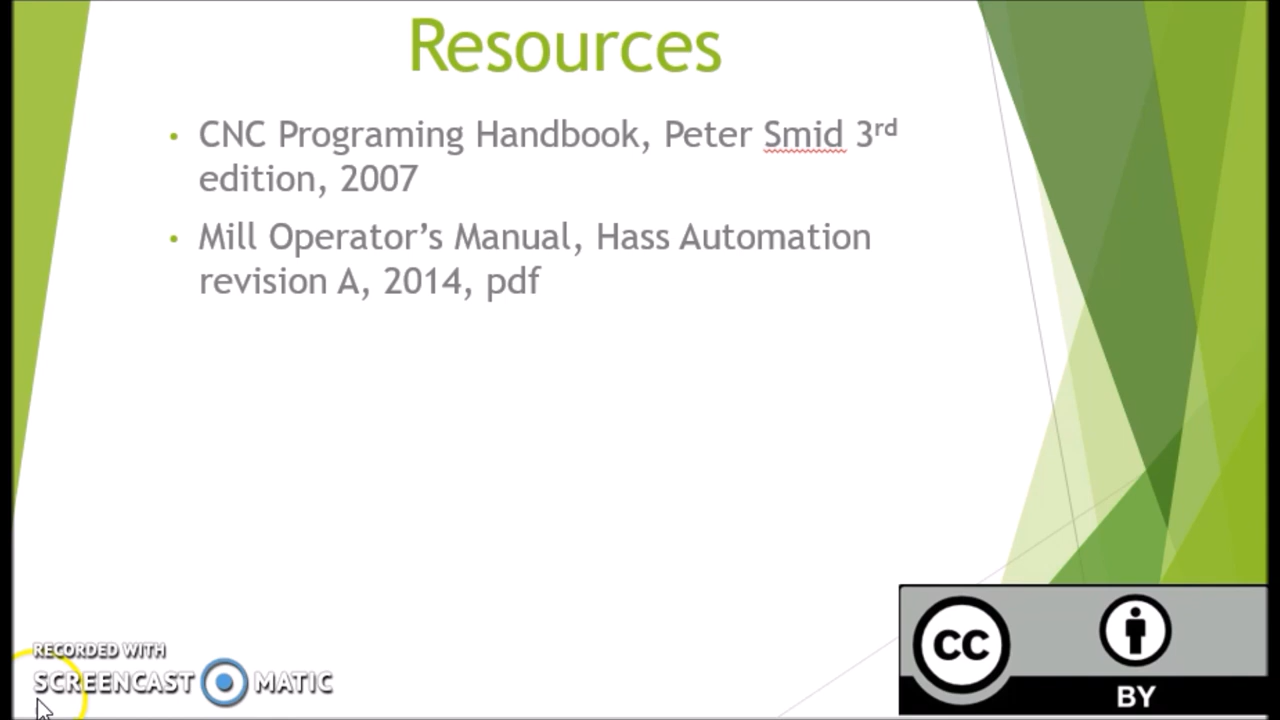 Resources
• CNC Programing Handbook, Peter Smid 3rd
edition, 2007
• Mill Operator’s Manual, Hass Automation
revision A, 2014, pdf
RECORDED WITH
SCREENCAST MATIC
CC
BY